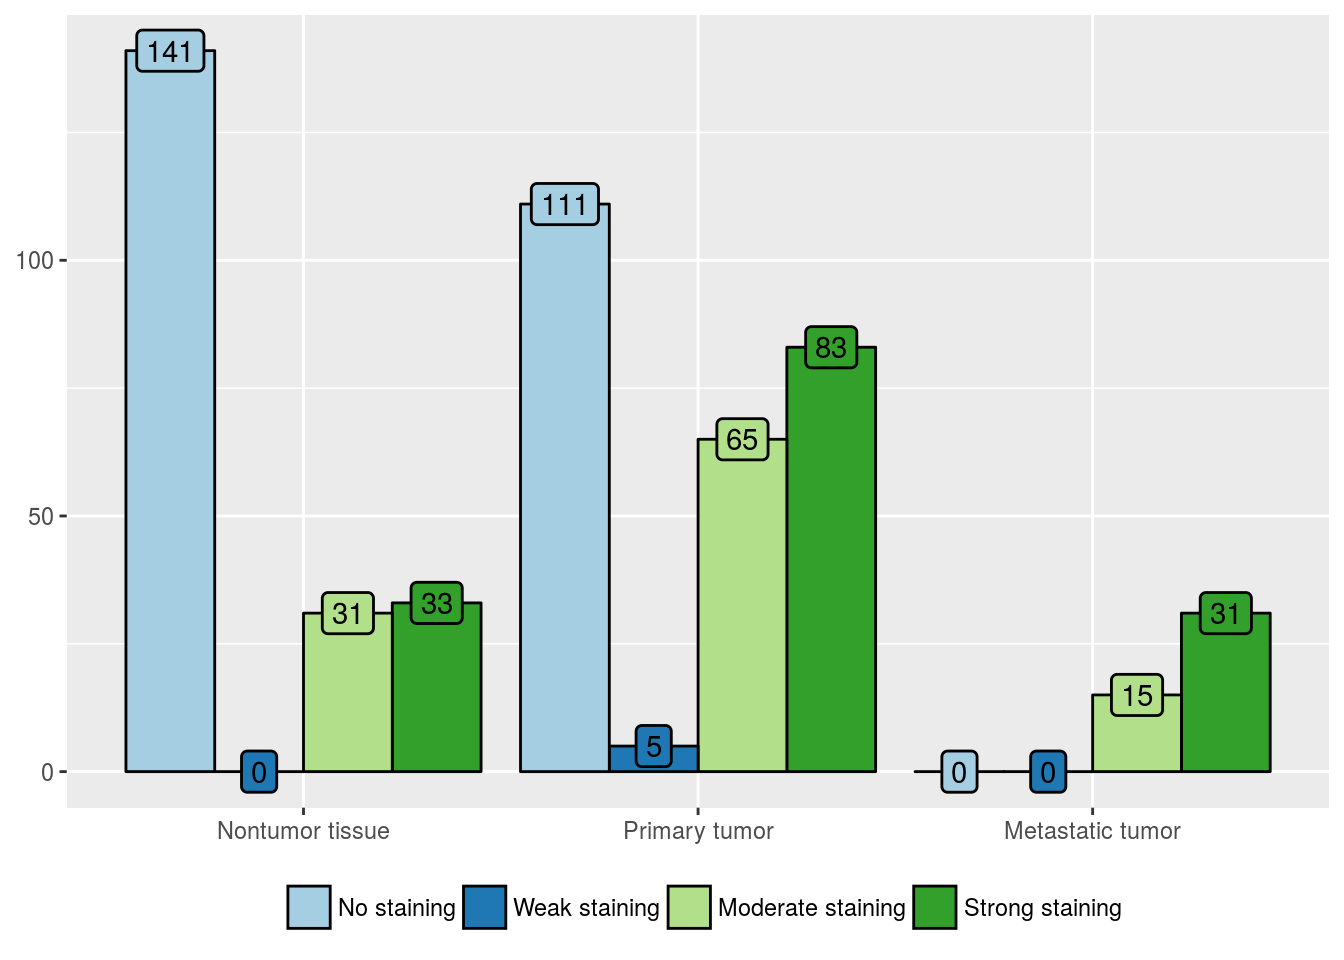 141
111
100
83
65
50
31
33
31
15
5
0
0
0
0
Nontumor tissue
Primary tumor
Metastatic tumor
No staining
Weak staining
Moderate staining
Strong staining